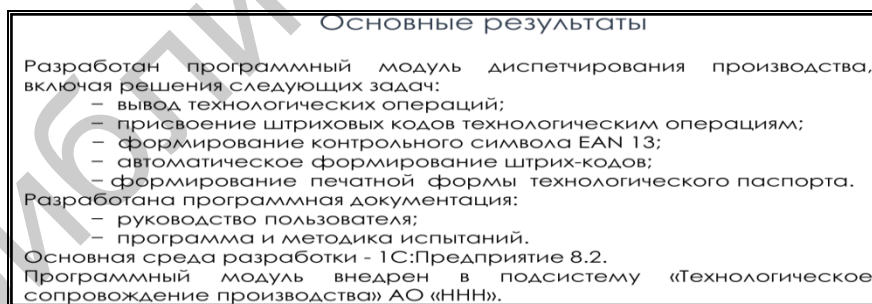 Основные результаты
Разработан программный модуль диспетчирования производства,
включая решения следующих задач:
– вывод технологических операций;
– присвоение штриховых кодов технологическим операциям;
– формирование контрольного символа EAN 13;
– автоматическое формирование штрих-кодов;
– формирование печатной формы технологического паспорта.
Разработана программная документация:
– руководство пользователя;
– программа и методика испытаний.
Основная среда разработки - 1С:Предприятие 8.2.
Программный модуль внедрен в подсистему «Технологическое
сопровождение производства» АО «ННН».